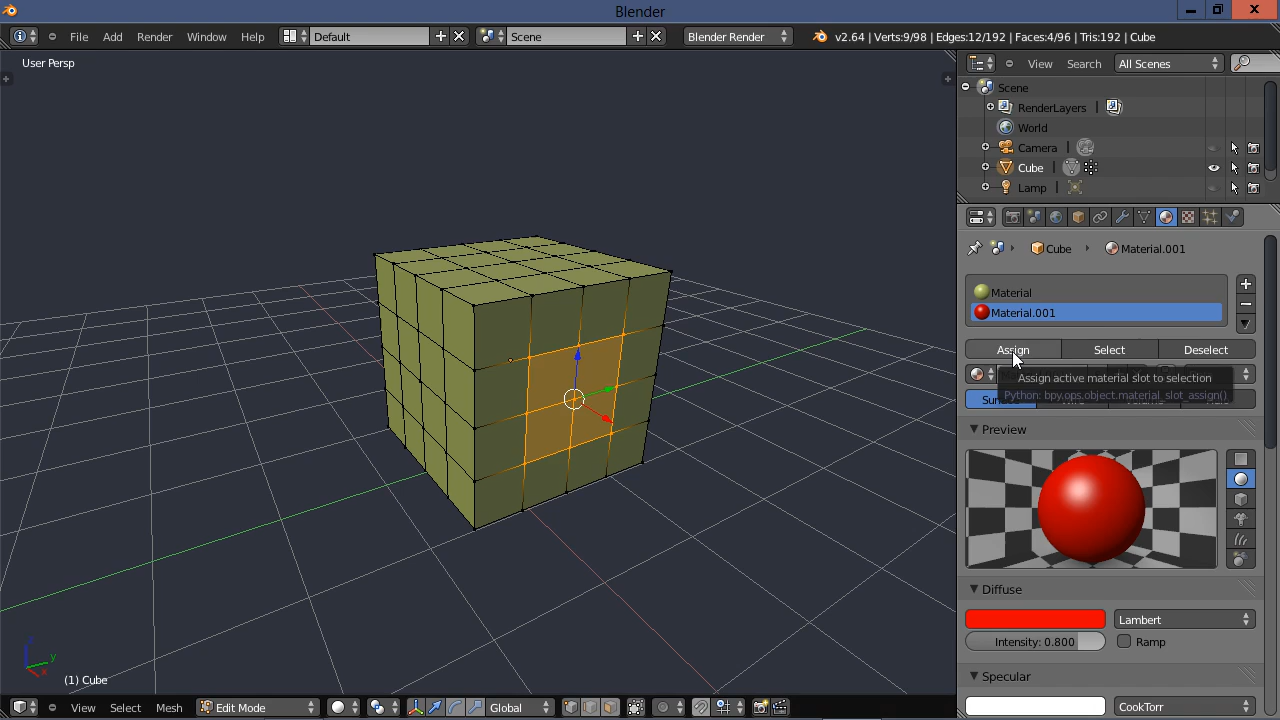 Blender
File Add Render Window Help Default Scene Blender Render v2.64 | Verts:9/98 | Edges:12/192 | Faces:4/96 | Tris:192 | Cube
User Persp
View Search All Scenes
Scene
RenderLayers |
World
Camera |
Cube |
Lamp |
Cube Material.001
Material
Material.001
Assign Select Deselect
Assign active material slot to selection
Python: bpy.ops.object.material_slot_assign()
Preview
Diffuse
Lambert
Intensity: 0.800 Ramp
Specular
CookTorr
z
y
x
(1) Cube
View Select Mesh Edit Mode Global